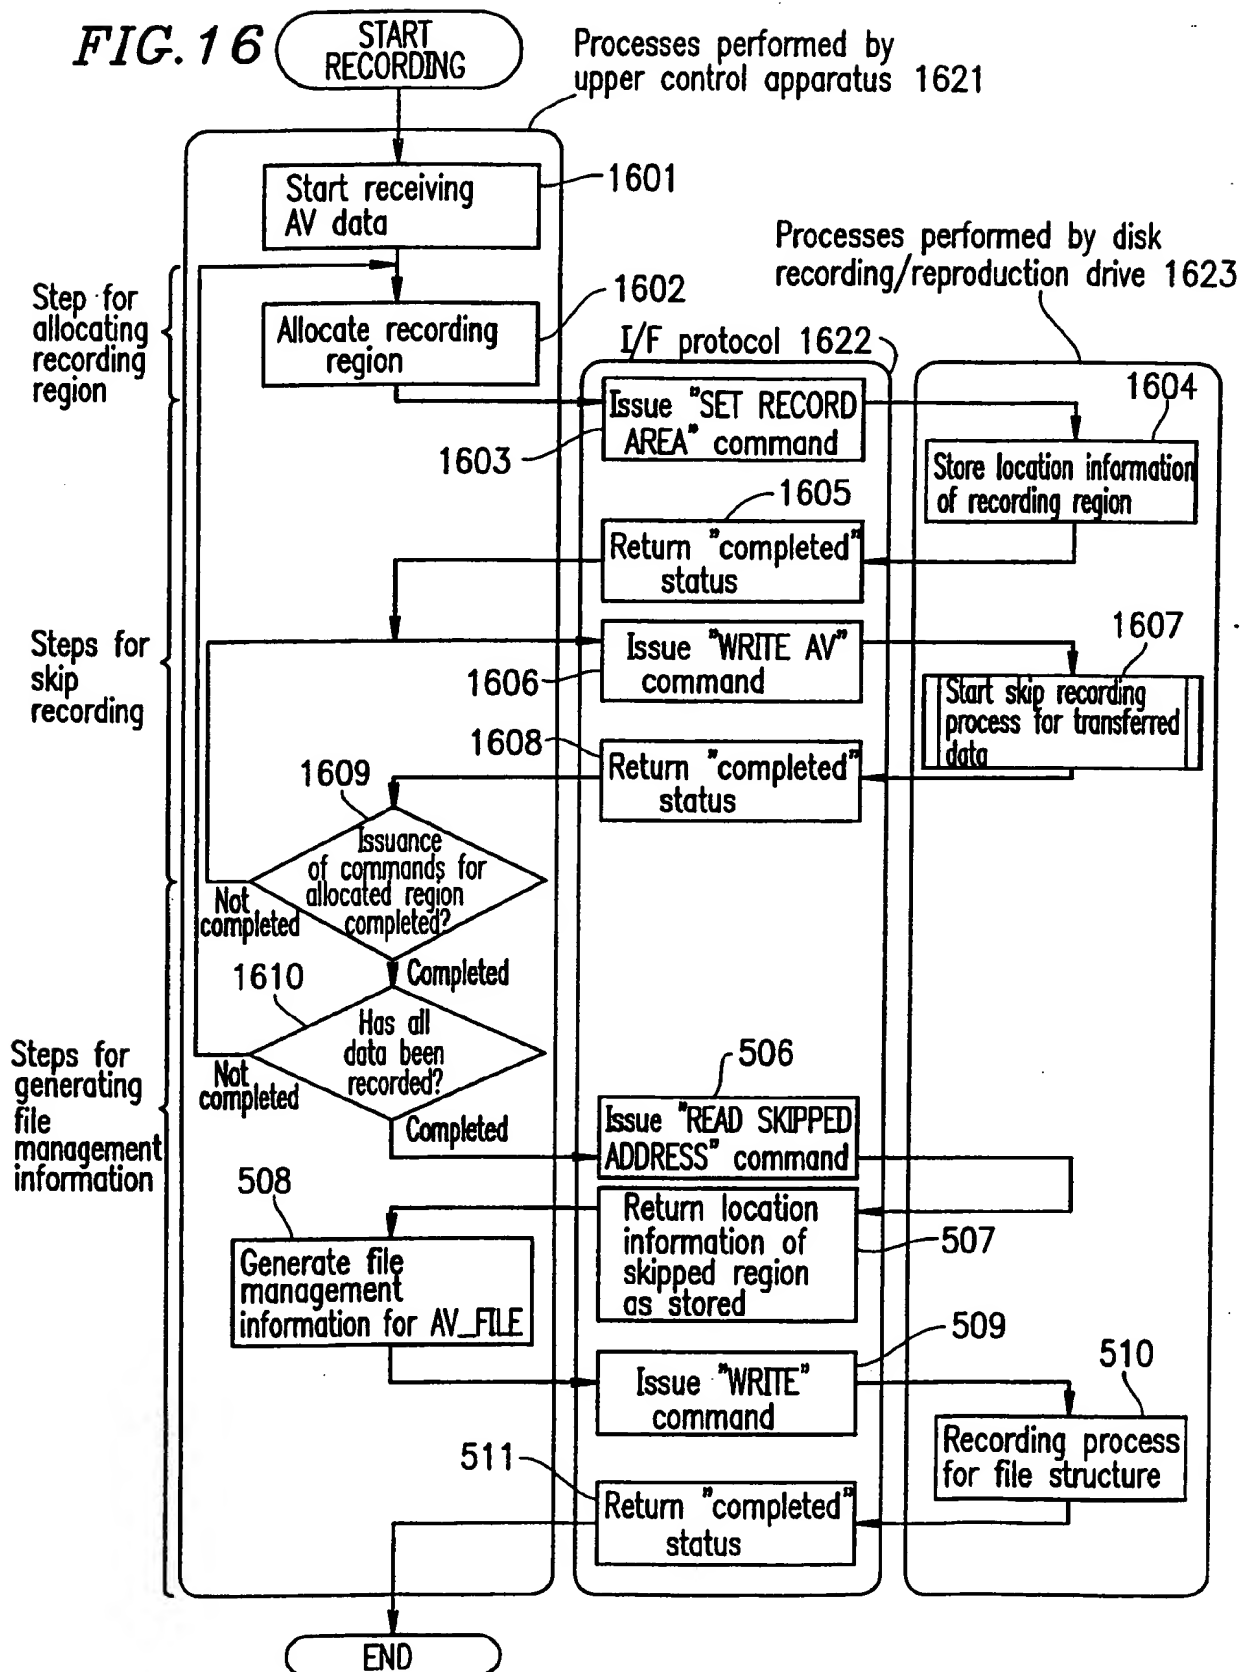 FIG.16
START
RECORDING
Processes performed by
upper control apparatus 1621
Start receiving
AV data
1601
Processes performed by disk
recording/reproduction drive 1623
Step for
allocating
recording
region
Allocate recording
region
1602
I/F protocol 1622
Issue "SET RECORD
AREA" command
1603
1604
Store location information
of recording region
1605
Return "completed"
status
Steps for
skip
recording
Issue "WRITE AV"
command
1606
1607
Start skip recording
process for transferred
data
1608
Return "completed"
status
1609
Issuance
of commands for
allocated region
completed?
Not
completed
Completed
1610
Has all
data been
recorded?
Not
completed
Completed
Steps for
generating
file
management
information
506
Issue "READ SKIPPED
ADDRESS" command
Return location
information of
skipped region
as stored
507
508
Generate file
management
information for AV_FILE
509
Issue "WRITE"
command
510
Recording process
for file structure
511
Return "completed"
status
END